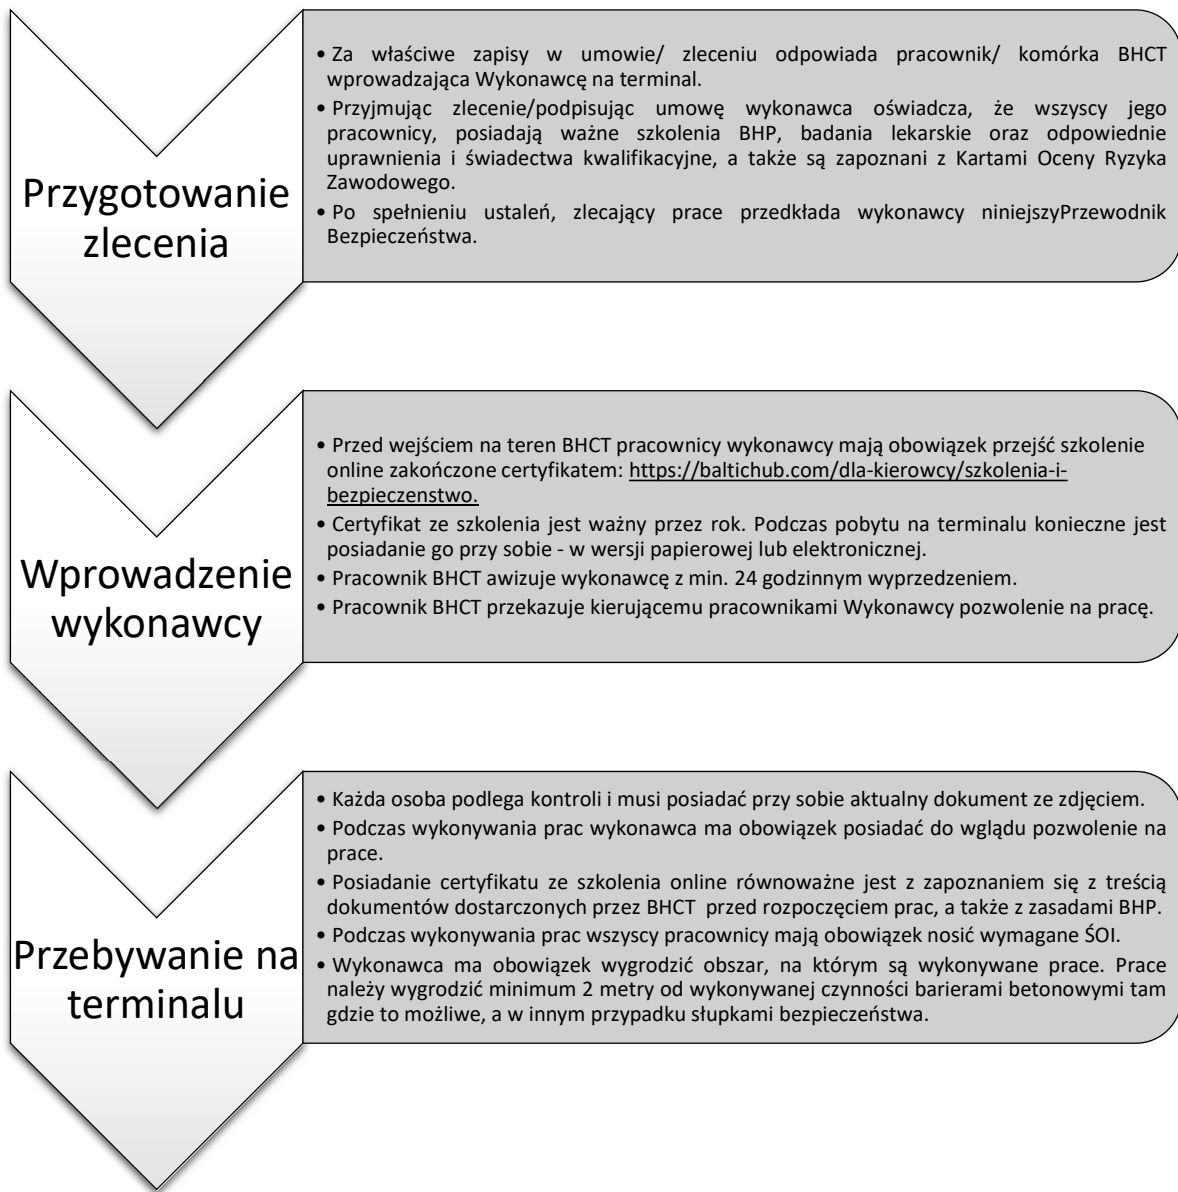 Przygotowanie
zlecenia
• Za właściwe zapisy w umowie/ zleceniu odpowiada pracownik/ komórka BHCT
wprowadzająca Wykonawcę na terminal.
• Przyjmując zlecenie/podpisując umowę wykonawca oświadcza, że wszyscy jego
pracownicy, posiadają ważne szkolenia BHP, badania lekarskie oraz odpowiednie
uprawnienia i świadectwa kwalifikacyjne, a także są zapoznani z Kartami Oceny Ryzyka
Zawodowego.
• Po spełnieniu ustaleń, zlecający prace przedkłada wykonawcy niniejszyPrzewodnik
Bezpieczeństwa.
Wprowadzenie
wykonawcy
• Przed wejściem na teren BHCT pracownicy wykonawcy mają obowiązek przejść szkolenie
online zakończone certyfikatem: https://baltichub.com/dla-kierowcy/szkolenia-i-
bezpieczenstwo.
• Certyfikat ze szkolenia jest ważny przez rok. Podczas pobytu na terminalu konieczne jest
posiadanie go przy sobie - w wersji papierowej lub elektronicznej.
• Pracownik BHCT awizuje wykonawcę z min. 24 godzinnym wyprzedzeniem.
• Pracownik BHCT przekazuje kierującemu pracownikami Wykonawcy pozwolenie na pracę.
Przebywanie na
terminalu
• Każda osoba podlega kontroli i musi posiadać przy sobie aktualny dokument ze zdjęciem.
• Podczas wykonywania prac wykonawca ma obowiązek posiadać do wglądu pozwolenie na
prace.
• Posiadanie certyfikatu ze szkolenia online równoważne jest z zapoznaniem się z treścią
dokumentów dostarczonych przez BHCT przed rozpoczęciem prac, a także z zasadami BHP.
• Podczas wykonywania prac wszyscy pracownicy mają obowiązek nosić wymagane ŚOI.
• Wykonawca ma obowiązek wygrodzić obszar, na którym są wykonywane prace. Prace
należy wygrodzić minimum 2 metry od wykonywanej czynności barierami betonowymi tam
gdzie to możliwe, a w innym przypadku słupkami bezpieczeństwa.